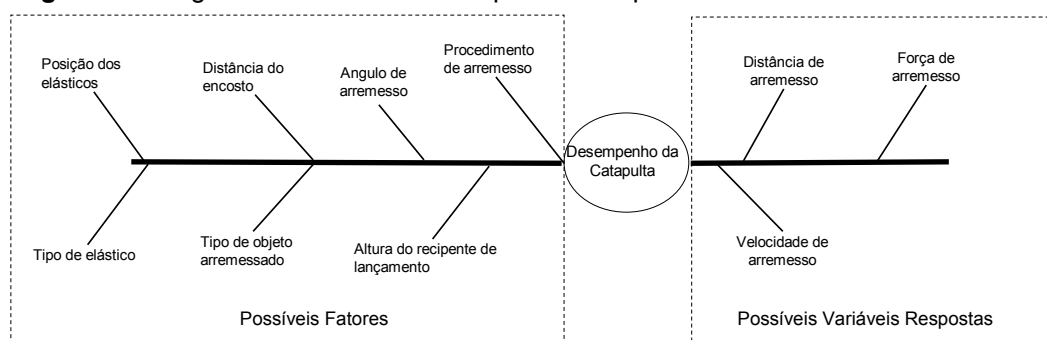 Posição dos
elásticos
Distância do
encosto
Angulo de
arremesso
Procedimento
de arremesso
Distância de
arremesso
Força de
arremesso
Desempenho da
Catapulta
Tipo de elástico
Tipo de objeto
arremessado
Altura do recipente de
lançamento
Velocidade de
arremesso
Possíveis Fatores
Possíveis Variáveis Respostas